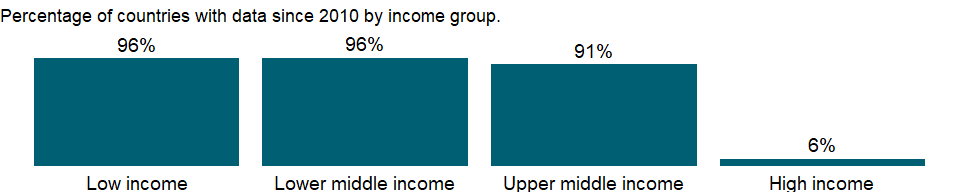 Percentage of countries with data since 2010 by income group.
96% 96% 91% 6%
Low income Lower middle income Upper middle income High income